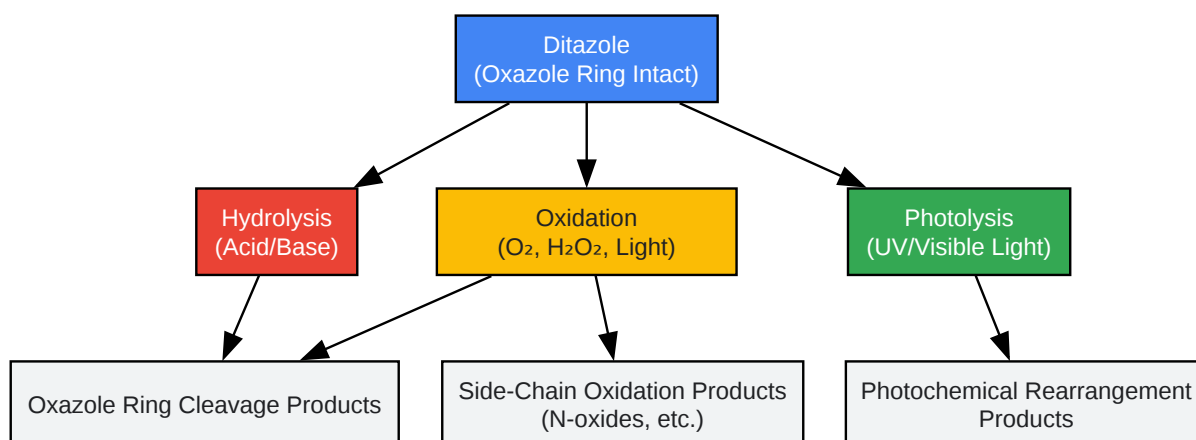 Ditazole
(Oxazole Ring Intact)
Hydrolysis
(Acid/Base)
Oxidation
(O₂, H₂O₂, Light)
Photolysis
(UV/Visible Light)
Oxazole Ring Cleavage Products
Side-Chain Oxidation Products
(N-oxides, etc.)
Photochemical Rearrangement
Products